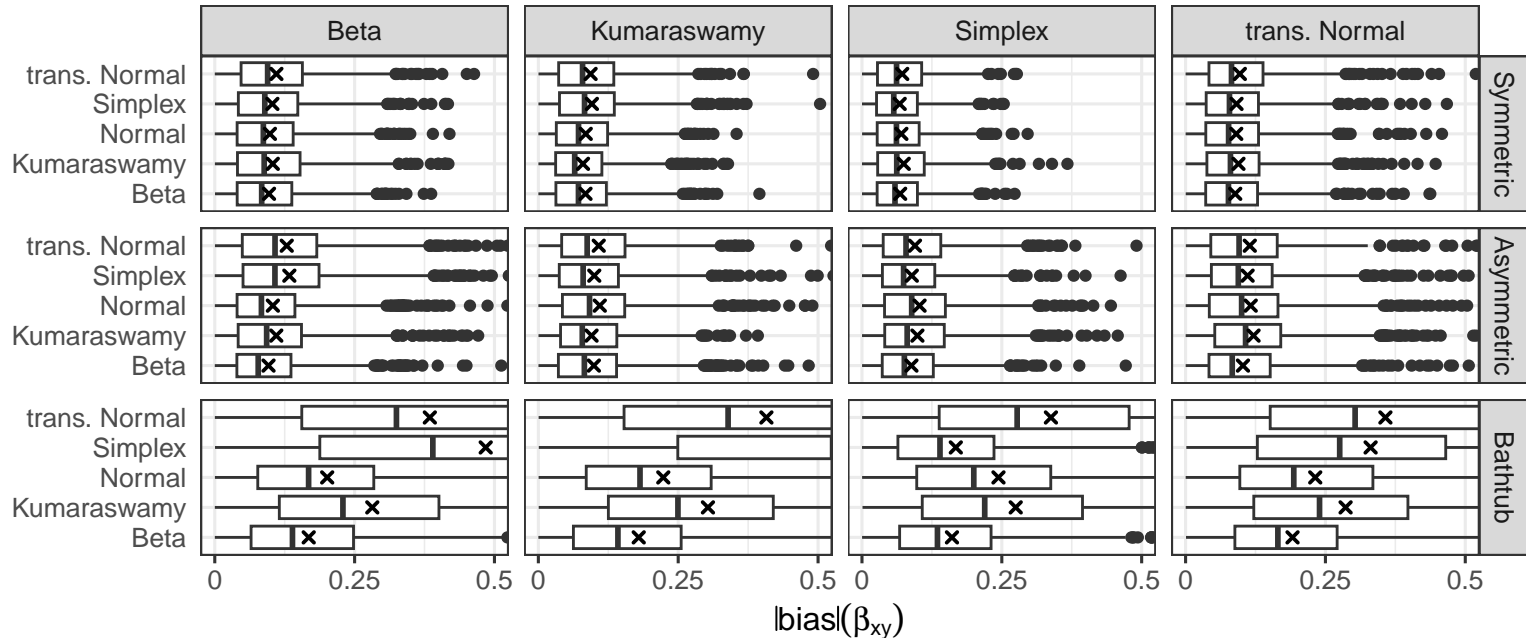 Beta Kumaraswamy Simplex trans. Normal
trans. Normal
Simplex
Normal
Kumaraswamy
Beta
Symmetric
trans. Normal
Simplex
Normal
Kumaraswamy
Beta
Asymmetric
trans. Normal
Simplex
Normal
Kumaraswamy
Beta
Bathtub
0 0.25 0.5 0 0.25 0.5 0 0.25 0.5 0 0.25 0.5
|bias|(βxy)